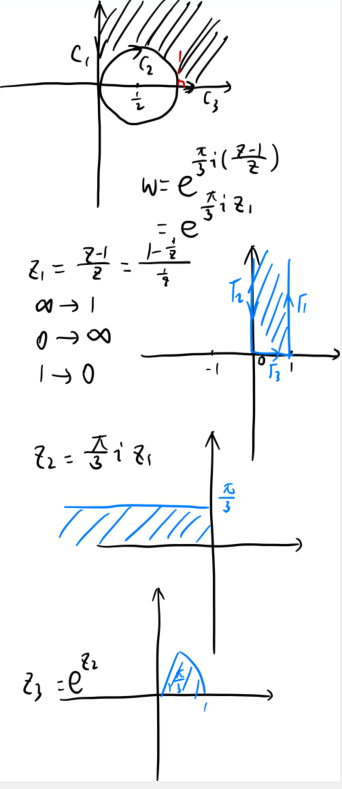 C₁
C₂
1
1/2
C₃
w = e^{π/3 i (z-1/z)}
= e^{π/3 i z₁}
z₁ = z-1/z = 1-1/z / 1/1
∞ → 1
0 → ∞
1 → 0
Γ₂
Γ₁
-1 0 Γ₃ 1
z₂ = π/3 i z₁
π/3
z₃ = e^{z₂}
π/3
1